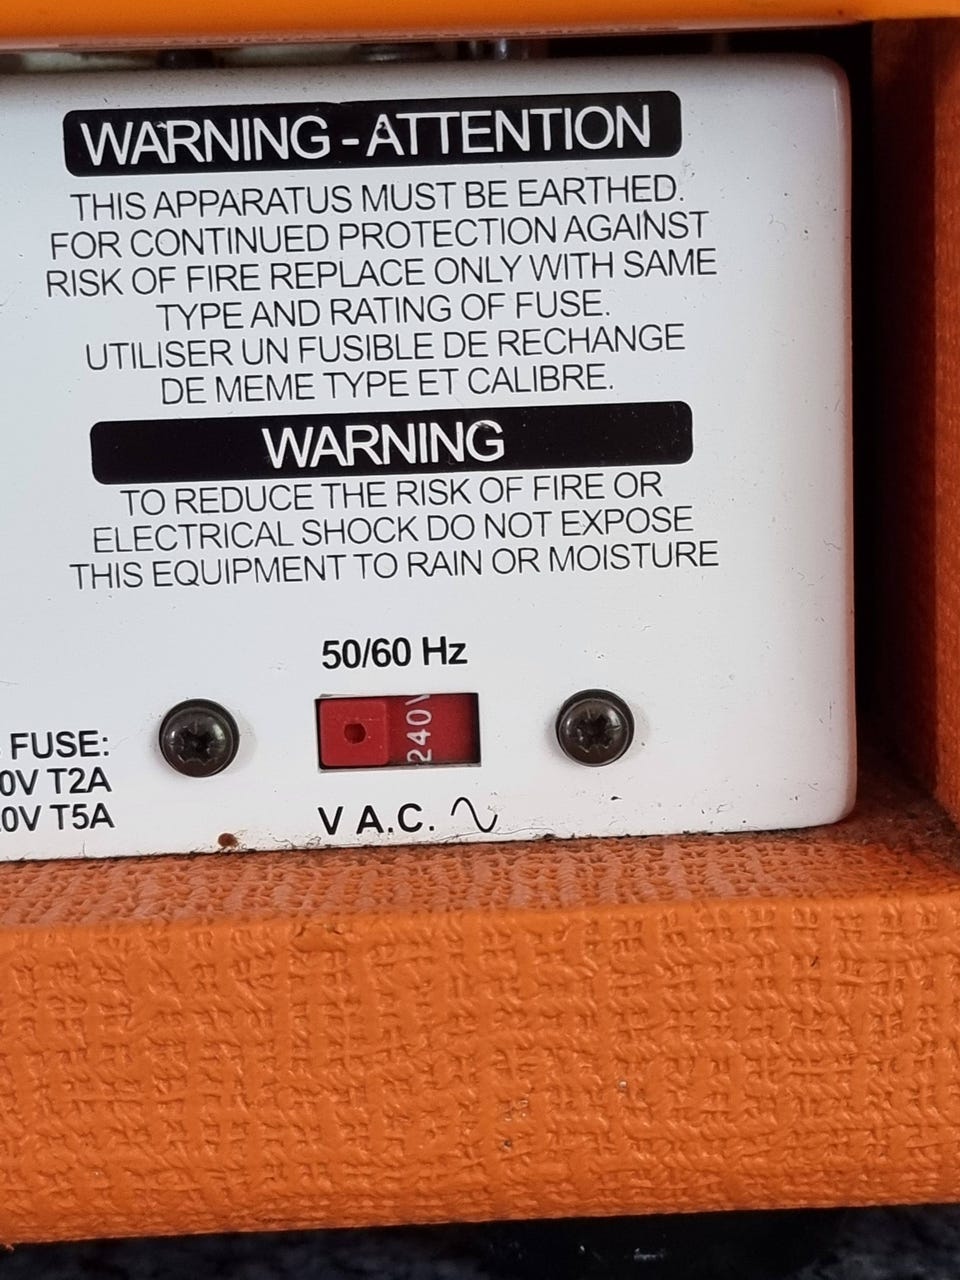 WARNING - ATTENTION
THIS APPARATUS MUST BE EARTHED.
FOR CONTINUED PROTECTION AGAINST
RISK OF FIRE REPLACE ONLY WITH SAME
TYPE AND RATING OF FUSE.
UTILISER UN FUSIBLE DE RECHANGE
DE MEME TYPE ET CALIBRE.
WARNING
TO REDUCE THE RISK OF FIRE OR
ELECTRICAL SHOCK DO NOT EXPOSE
THIS EQUIPMENT TO RAIN OR MOISTURE
50/60 Hz
240V
V A.C.
FUSE:
0V T2A
0V T5A